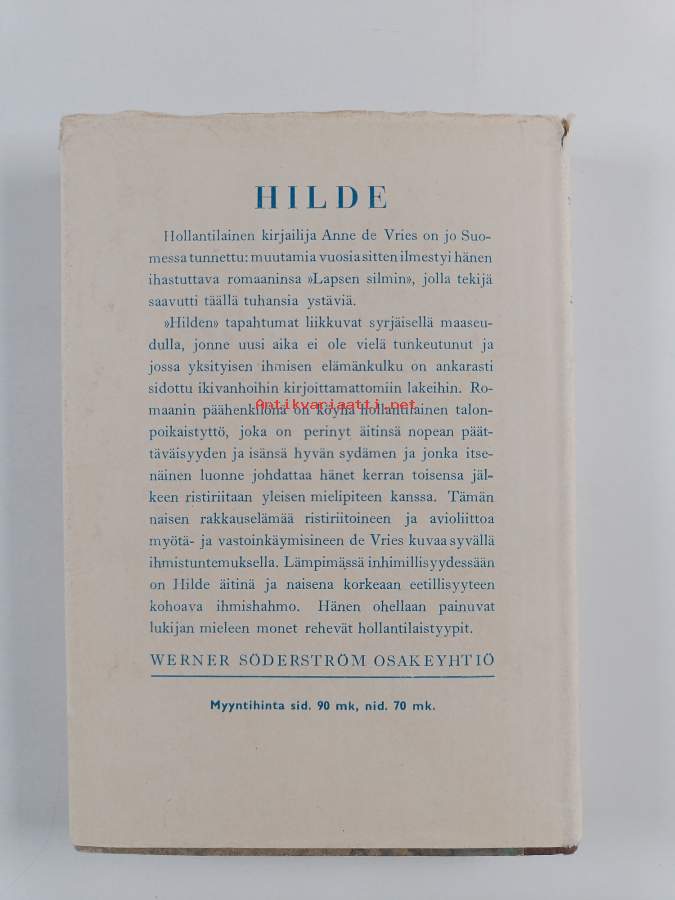 HILDE
Hollantilainen kirjailija Anne de Vries on jo Suo-
messa tunnettu: muutamia vuosia sitten ilmestyi hänen
ihastuttava romaaninsa »Lapsen silmin», jolla tekijä
saavutti täällä tuhansia ystäviä.
»Hilden» tapahtumat liikkuvat syrjäisellä maaseu-
dulla, jonne uusi aika ei ole vielä tunkeutunut ja
jossa yksityisen ihmisen elämänkulku on ankarasti
sidottu ikivanhoihin kirjoittamattomiin lakeihin. Ro-
maanin päähenkilönä on köyhä hollantilainen talon-
Antikvariaatti.net
poikaistyttö, joka on perinyt äitinsä nopean päät-
täväisyyden ja isänsä hyvän sydämen ja jonka itse-
näinen luonne johdattaa hänet kerran toisensa jäl-
keen ristiriitaan yleisen mielipiteen kanssa. Tämän
naisen rakkauselämää ristiriitoineen ja avioliittoa
myötä- ja vastoinkäymisineen de Vries kuvaa syvällä
ihmistuntemuksella. Lämpimässä inhimillisyydessään
on Hilde äitinä ja naisena korkeaan eetillisyyteen
kohoava ihmishahmo. Hänen ohellaan painuvat
lukijan mieleen monet rehevät hollantilaistyypit.
WERNER SÖDERSTRÖM OSAKEYHTIÖ
Myyntihinta sid. 90 mk, nid. 70 mk.